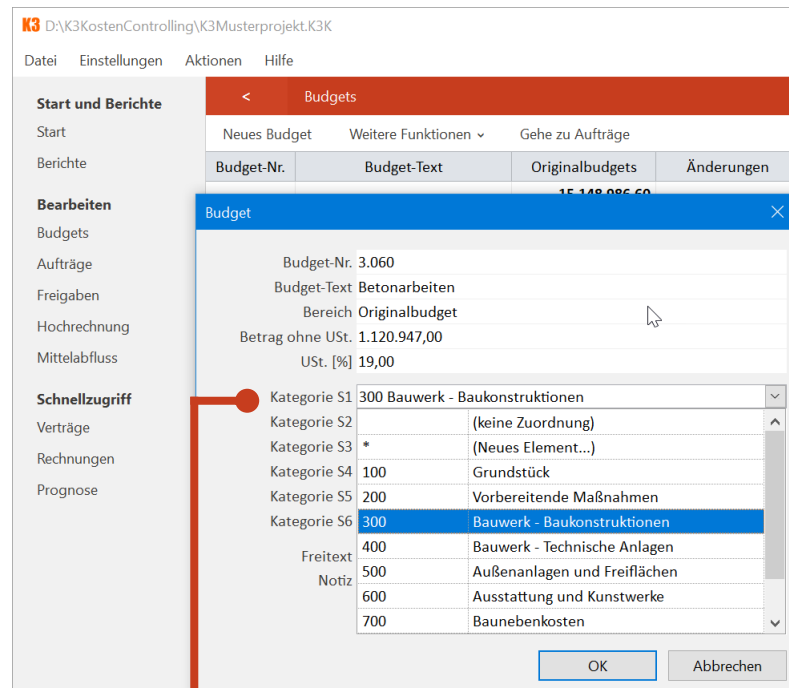 K3 D:\K3KostenControlling\K3Musterprojekt.K3K
Datei Einstellungen Aktionen Hilfe
Start und Berichte
Start
Berichte
Bearbeiten
Budgets
Aufträge
Freigaben
Hochrechnung
Mittelabfluss
Schnellzugriff
Verträge
Rechnungen
Prognose
< Budgets
Neues Budget Weitere Funktionen Gehe zu Aufträge
Budget-Nr. Budget-Text Originalbudgets Änderungen
15.148.986,60
Budget
Budget-Nr. 3.060
Budget-Text Betonarbeiten
Bereich Originalbudget
Betrag ohne USt. 1.120.947,00
USt. [%] 19,00
Kategorie S1 300 Bauwerk - Baukonstruktionen
Kategorie S2 (keine Zuordnung)
Kategorie S3 * (Neues Element...)
Kategorie S4 100 Grundstück
Kategorie S5 200 Vorbereitende Maßnahmen
Kategorie S6 300 Bauwerk - Baukonstruktionen
400 Bauwerk - Technische Anlagen
Freitext
500 Außenanlagen und Freiflächen
Notiz
600 Ausstattung und Kunstwerke
700 Baunebenkosten
OK Abbrechen